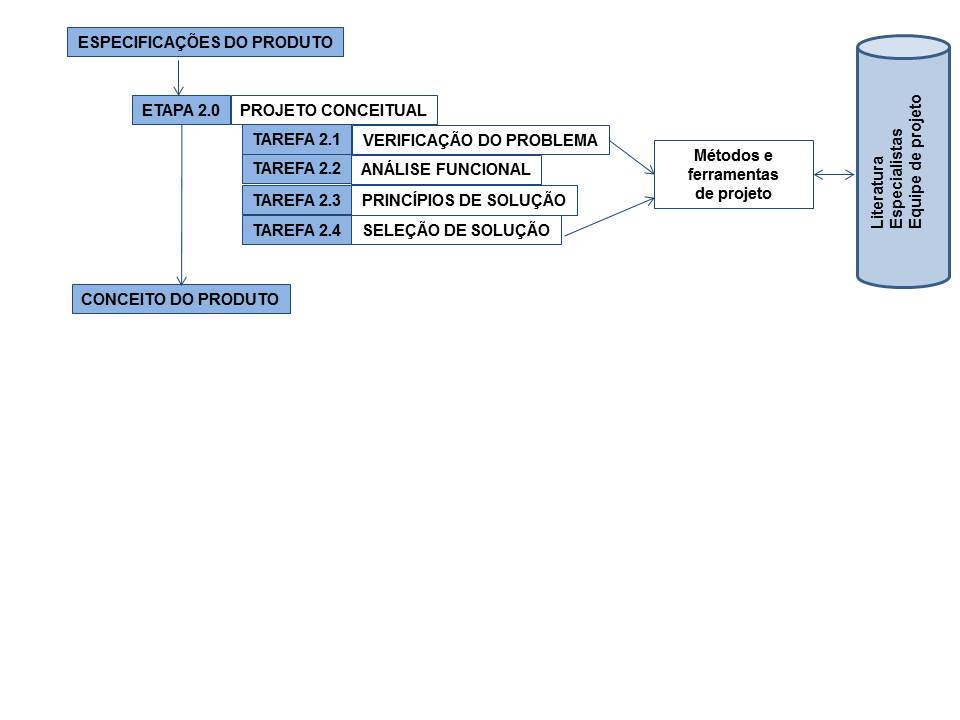 ESPECIFICAÇÕES DO PRODUTO
ETAPA 2.0 PROJETO CONCEITUAL
TAREFA 2.1 VERIFICAÇÃO DO PROBLEMA
TAREFA 2.2 ANÁLISE FUNCIONAL
TAREFA 2.3 PRINCÍPIOS DE SOLUÇÃO
TAREFA 2.4 SELEÇÃO DE SOLUÇÃO
CONCEITO DO PRODUTO
Métodos e
ferramentas
de projeto
Literatura
Especialistas
Equipe de projeto